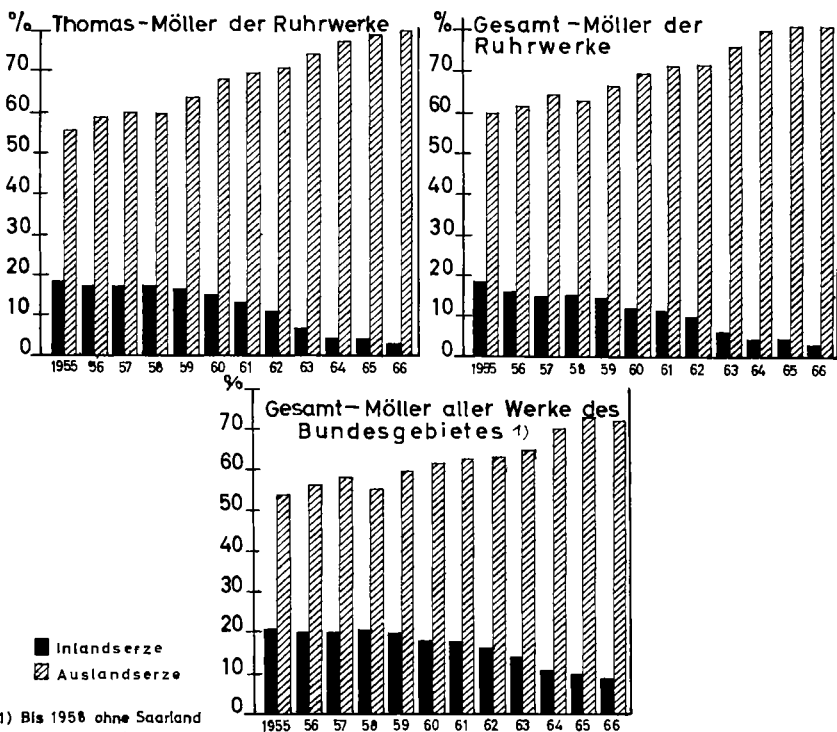 % Thomas-Möller der Ruhrwerke
70
60
50
40
30
20
10
0
1955 56 57 58 59 60 61 62 63 64 65 66
% Gesamt-Möller der
Ruhrwerke
70
60
50
40
30
20
10
0
1955 56 57 58 59 60 61 62 63 64 65 66
%
Gesamt-Möller aller Werke des
Bundesgebietes 1)
70
60
50
40
30
20
10
0
1955 56 57 58 59 60 61 62 63 64 65 66
Inlandserze
Auslandserze
1) Bis 1958 ohne Saarland